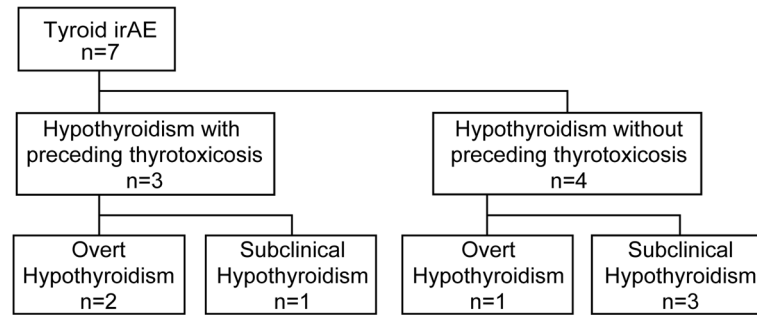 Tyroid irAE
n=7
Hypothyroidism with
preceding thyrotoxicosis
n=3
Hypothyroidism without
preceding thyrotoxicosis
n=4
Overt
Hypothyroidism
n=2
Subclinical
Hypothyroidism
n=1
Overt
Hypothyroidism
n=1
Subclinical
Hypothyroidism
n=3